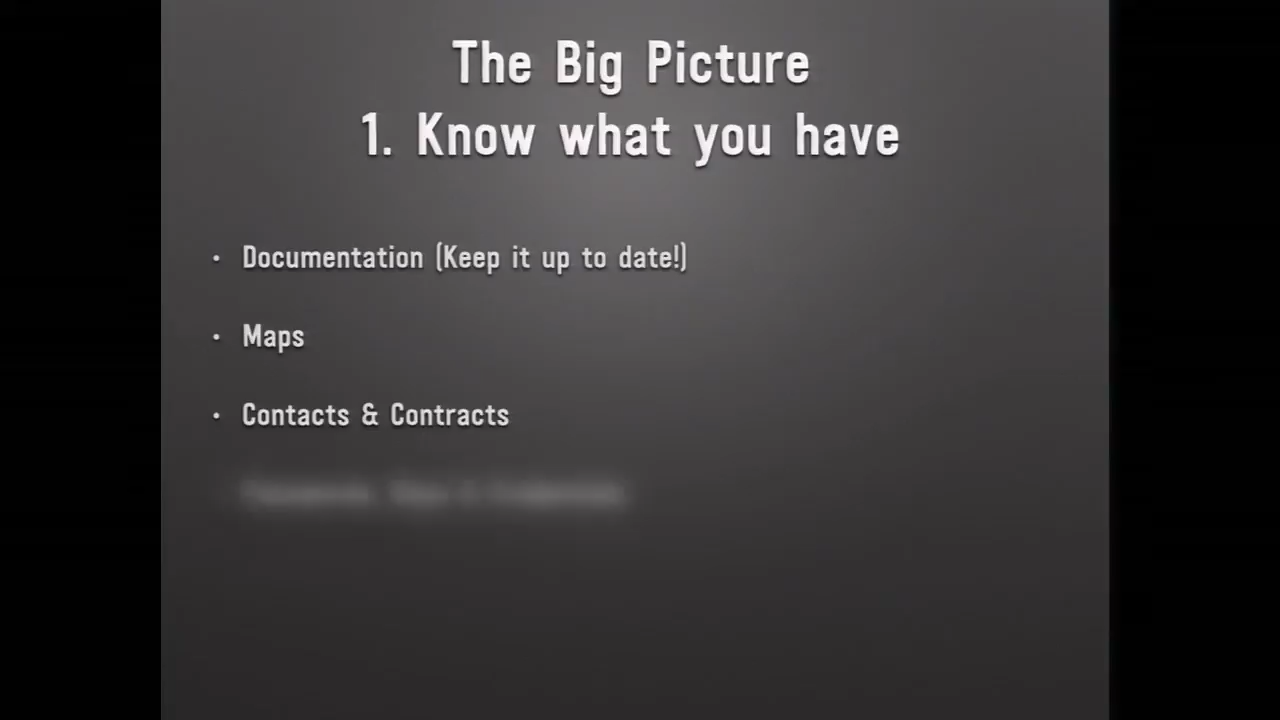 The Big Picture
1. Know what you have
• Documentation (Keep it up to date!)
• Maps
• Contacts & Contracts